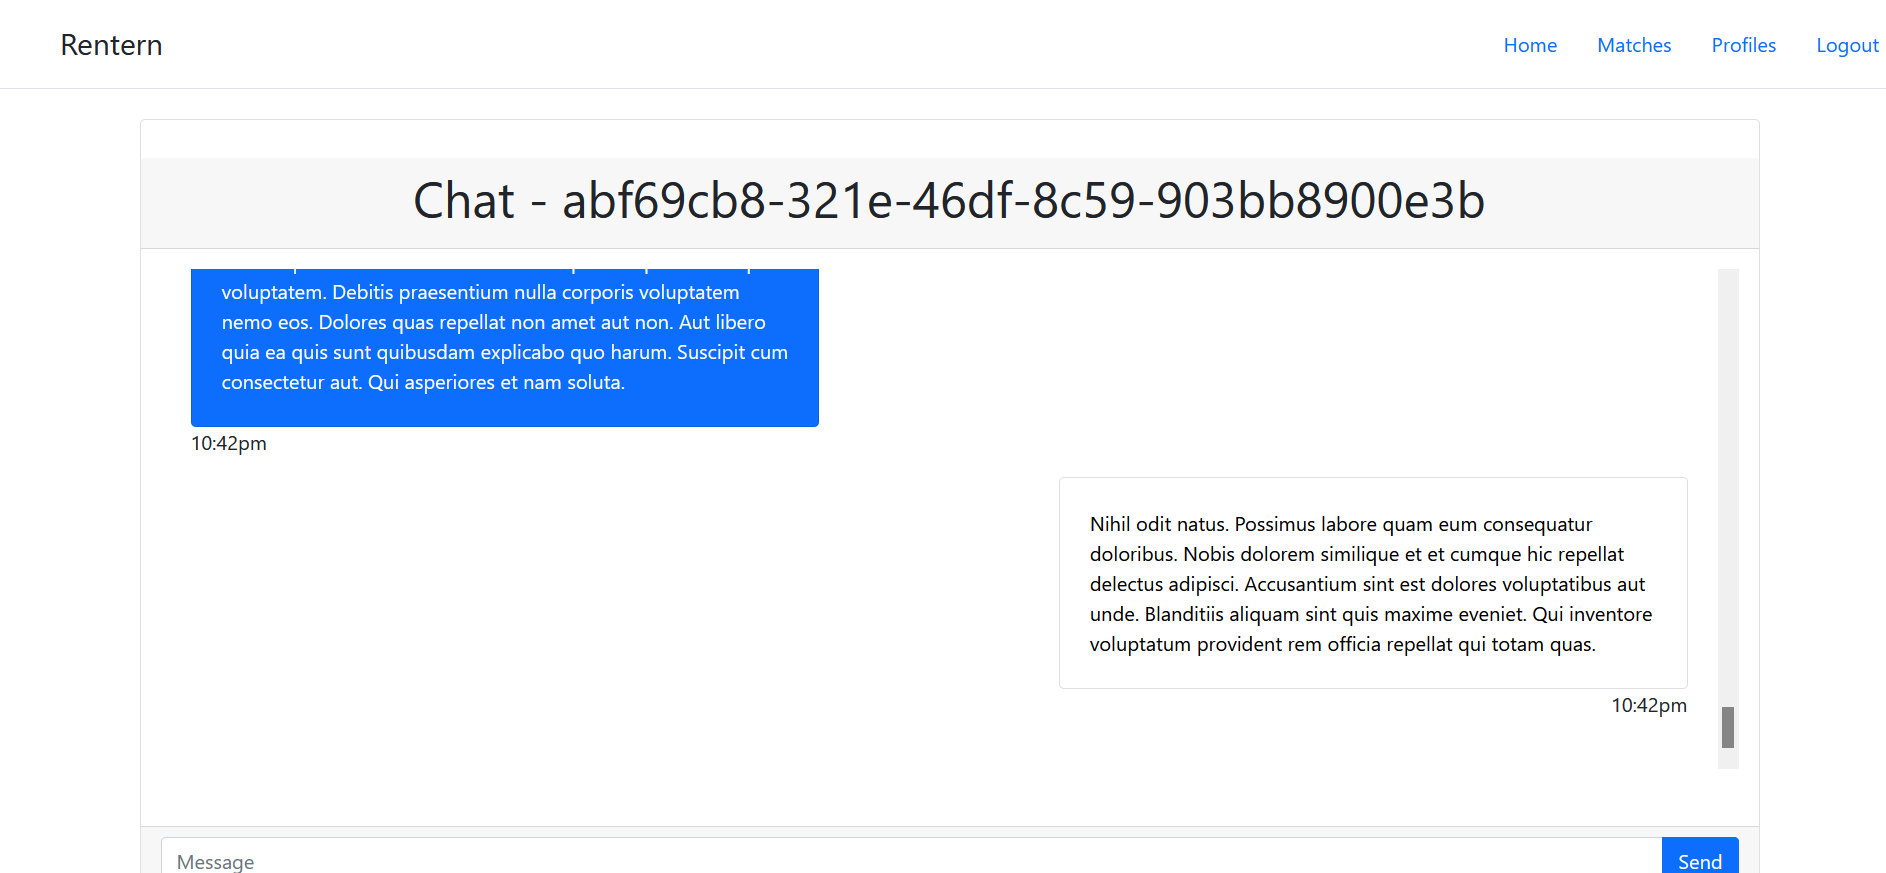 Rentern
Home Matches Profiles Logout
Chat - abf69cb8-321e-46df-8c59-903bb8900e3b
voluptatem. Debitis praesentium nulla corporis voluptatem
nemo eos. Dolores quas repellat non amet aut non. Aut libero
quia ea quis sunt quibusdam explicabo quo harum. Suscipit cum
consectetur aut. Qui asperiores et nam soluta.
10:42pm
Nihil odit natus. Possimus labore quam eum consequatur
doloribus. Nobis dolorem similique et et cumque hic repellat
delectus adipisci. Accusantium sint est dolores voluptatibus aut
unde. Blanditiis aliquam sint quis maxime eveniet. Qui inventore
voluptatum provident rem officia repellat qui totam quas.
10:42pm
Message
Send